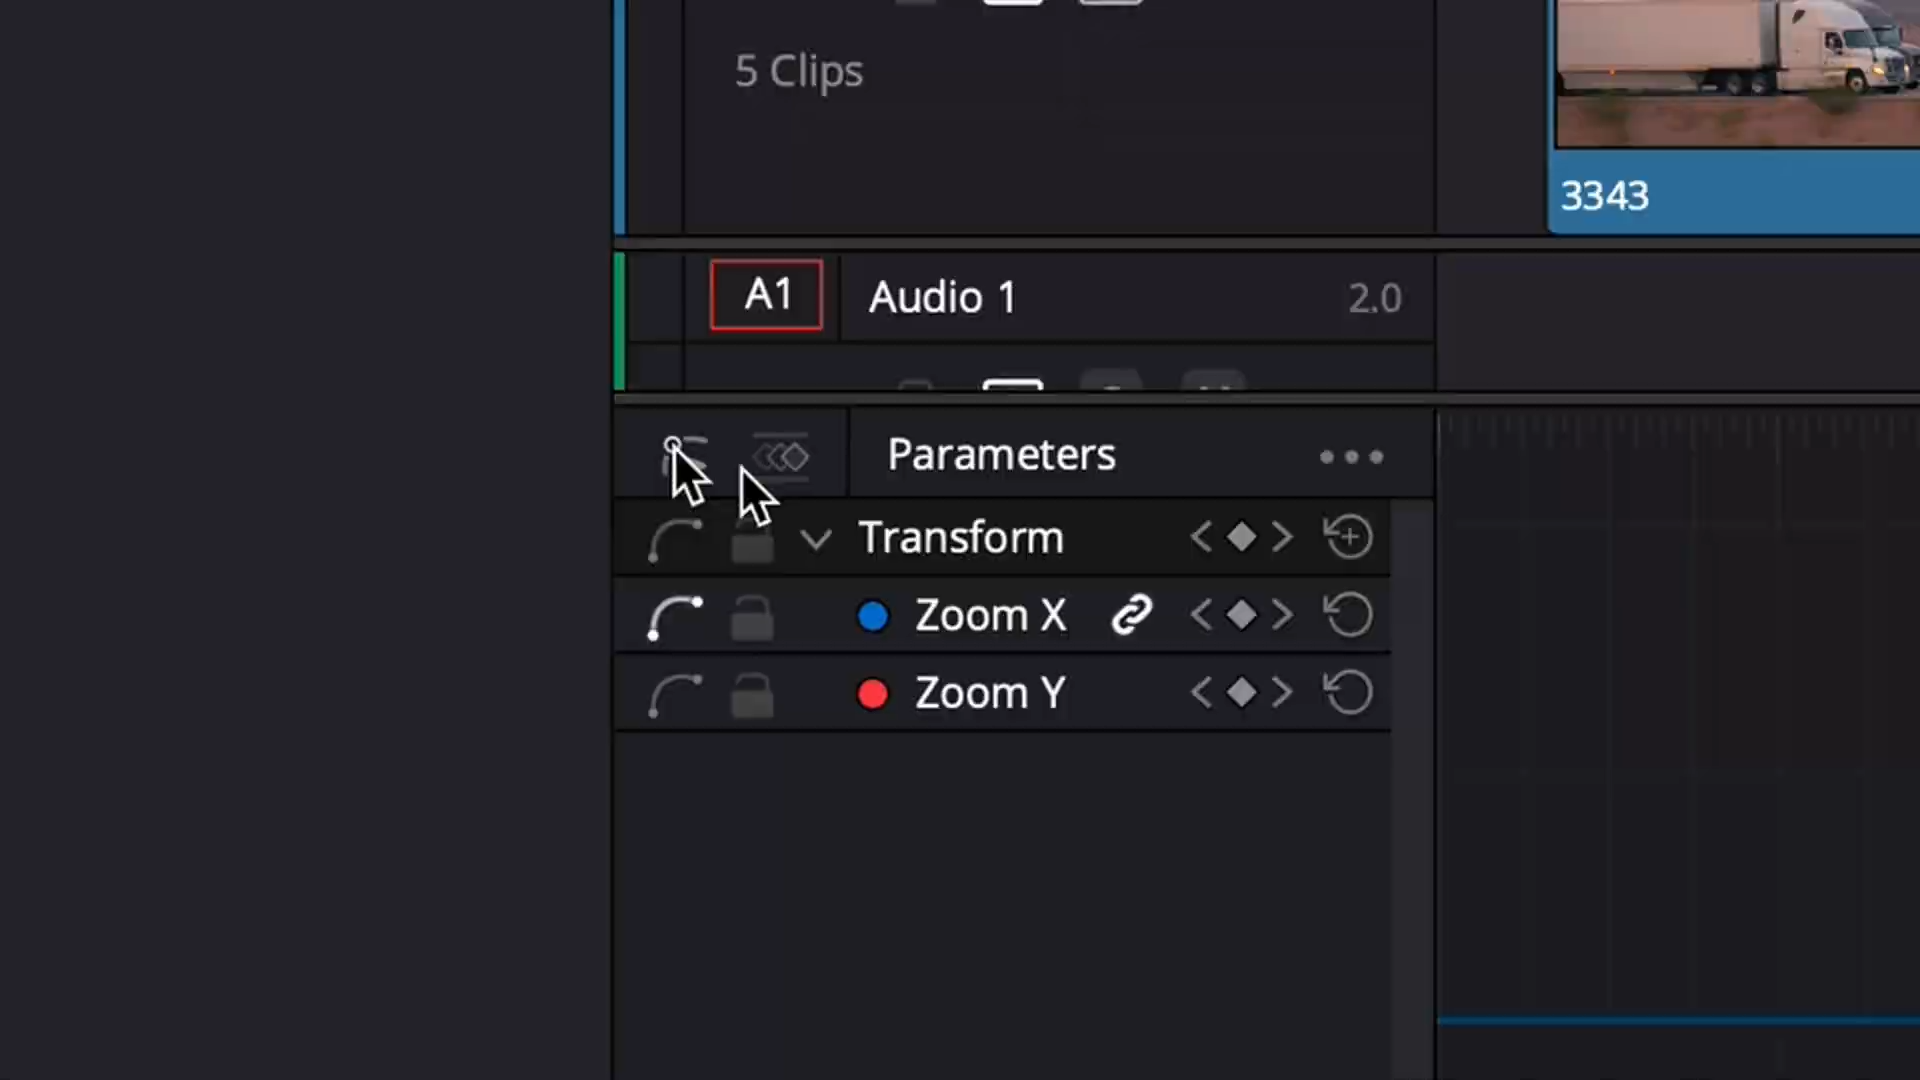 5 Clips
3343
A1 Audio 1 2.0
Parameters
Transform
Zoom X
Zoom Y